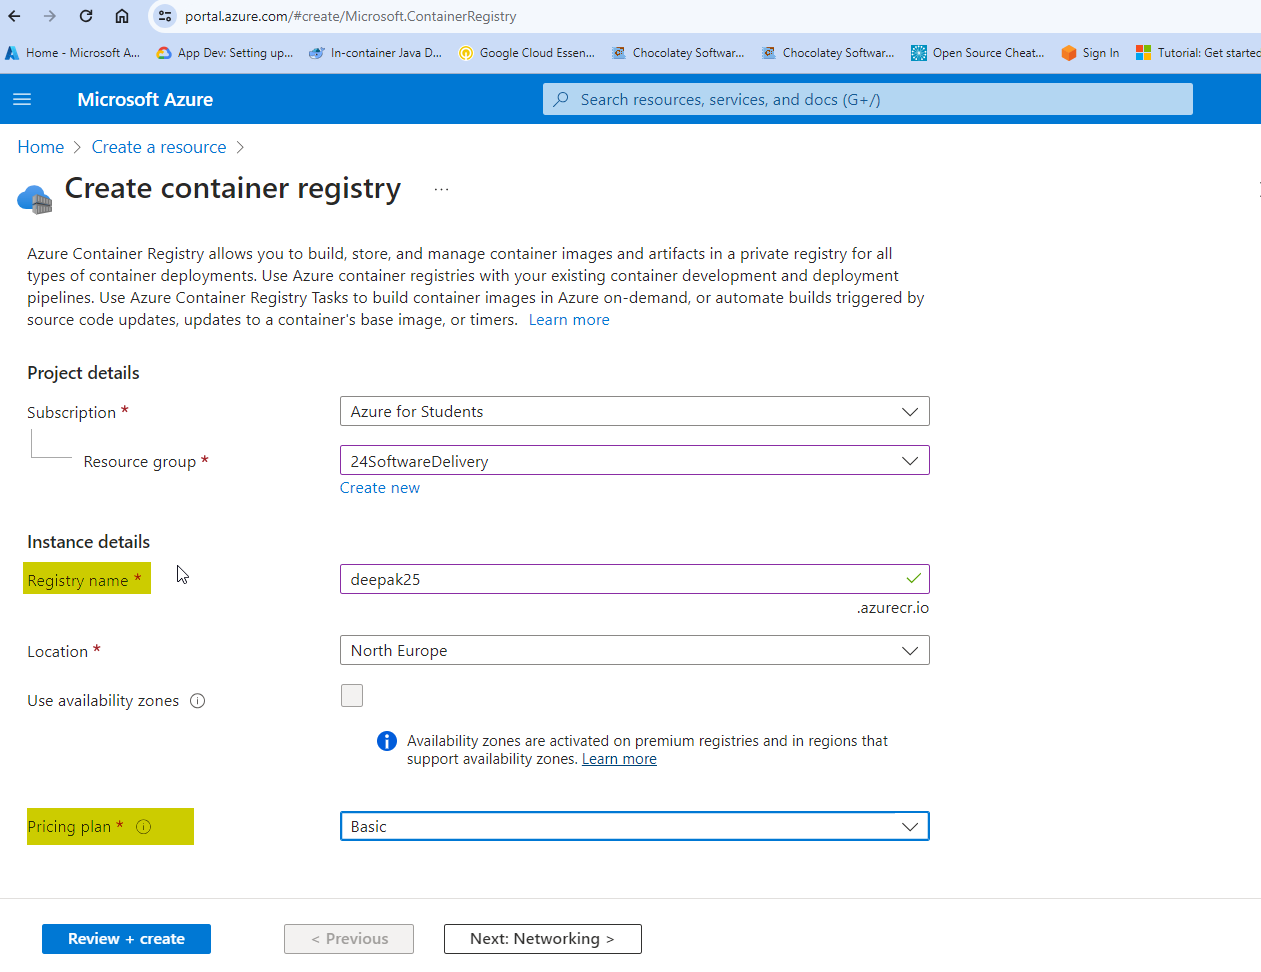 portal.azure.com/#create/Microsoft.ContainerRegistry
Home - Microsoft A... App Dev: Setting up... In-container Java D... Google Cloud Essen... Chocolatey Softwar... Chocolatey Softwar... Open Source Cheat... Sign In Tutorial: Get started
Microsoft Azure Search resources, services, and docs (G+/)
Home > Create a resource >
Create container registry ...
Azure Container Registry allows you to build, store, and manage container images and artifacts in a private registry for all
types of container deployments. Use Azure container registries with your existing container development and deployment
pipelines. Use Azure Container Registry Tasks to build container images in Azure on-demand, or automate builds triggered by
source code updates, updates to a container's base image, or timers. Learn more
Project details
Subscription * Azure for Students
Resource group * 24SoftwareDelivery
Create new
Instance details
Registry name * deepak25
.azurecr.io
Location * North Europe
Use availability zones
Availability zones are activated on premium registries and in regions that
support availability zones. Learn more
Pricing plan * Basic
Review + create < Previous Next: Networking >